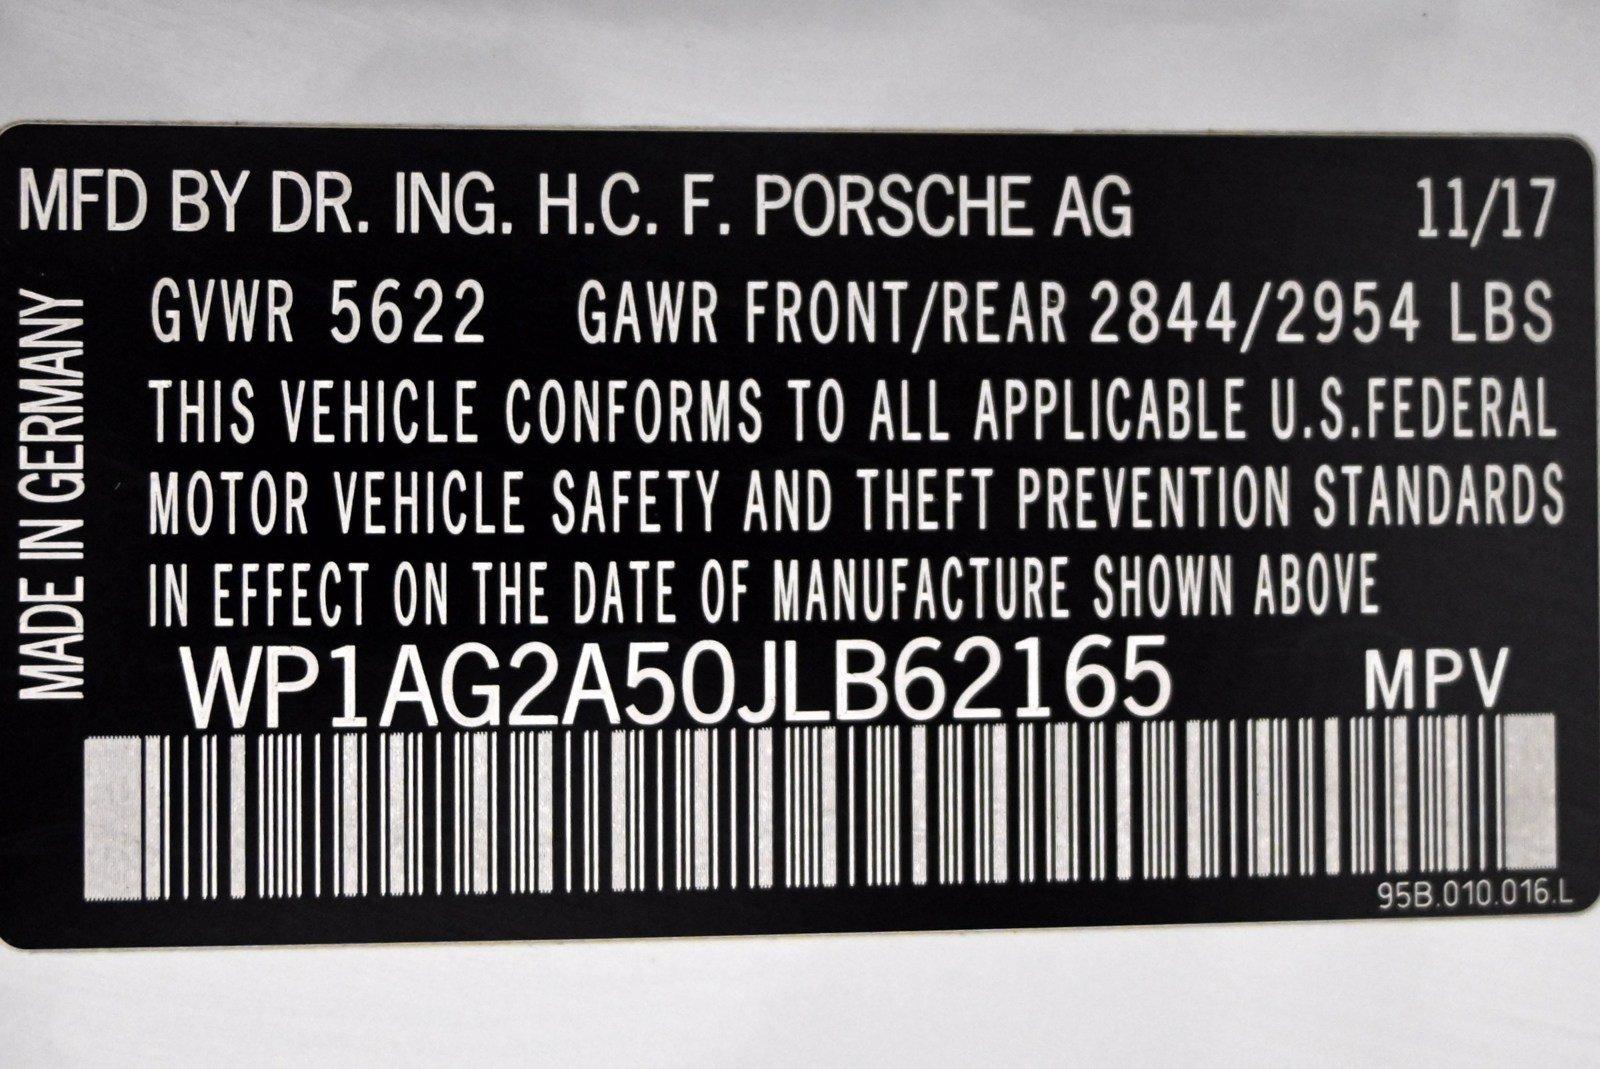 MFD BY DR. ING. H.C. F. PORSCHE AG 11/17
MADE IN GERMANY
GVWR 5622 GAWR FRONT/REAR 2844/2954 LBS
THIS VEHICLE CONFORMS TO ALL APPLICABLE U.S.FEDERAL
MOTOR VEHICLE SAFETY AND THEFT PREVENTION STANDARDS
IN EFFECT ON THE DATE OF MANUFACTURE SHOWN ABOVE
WP1AG2A50JLB62165 MPV
95B.010.016.L